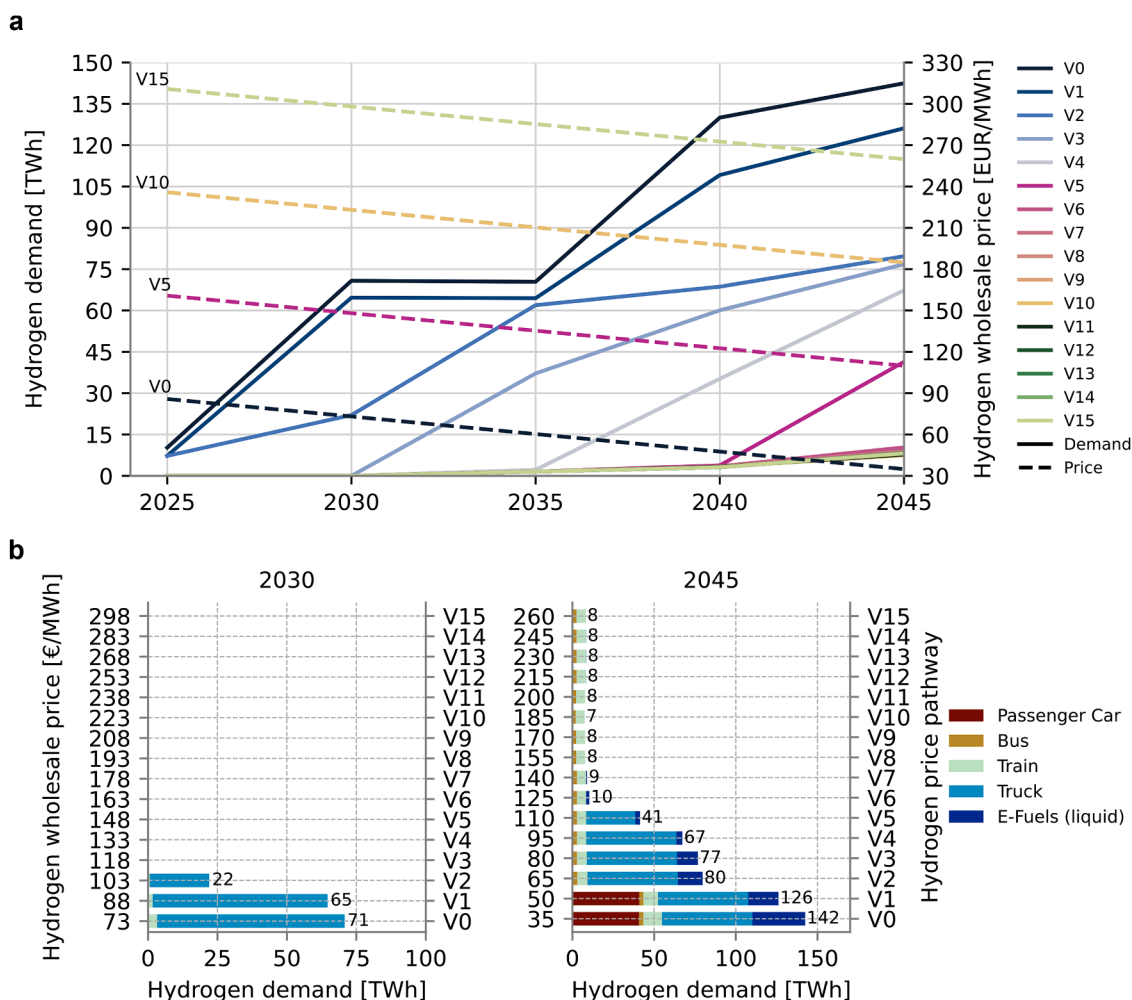 a
Hydrogen demand [TWh]
150
135
120
105
90
75
60
45
30
15
0
V15
V10
V5
V0
2025
2030
2035
2040
2045
330
300
270
240
210
180
150
120
90
60
30
Hydrogen wholesale price [EUR/MWh]
V0
V1
V2
V3
V4
V5
V6
V7
V8
V9
V10
V11
V12
V13
V14
V15
Demand
Price
b
2030
Hydrogen wholesale price [€/MWh]
298
283
268
253
238
223
208
193
178
163
148
133
118
103
88
73
22
65
71
V15
V14
V13
V12
V11
V10
V9
V8
V7
V6
V5
V4
V3
V2
V1
V0
0
25
50
75
100
Hydrogen demand [TWh]
2045
260
245
230
215
200
185
170
155
140
125
110
95
80
65
50
35
8
8
8
8
8
7
8
8
9
10
41
67
77
80
126
142
V15
V14
V13
V12
V11
V10
V9
V8
V7
V6
V5
V4
V3
V2
V1
V0
Hydrogen price pathway
0
50
100
150
Hydrogen demand [TWh]
Passenger Car
Bus
Train
Truck
E-Fuels (liquid)